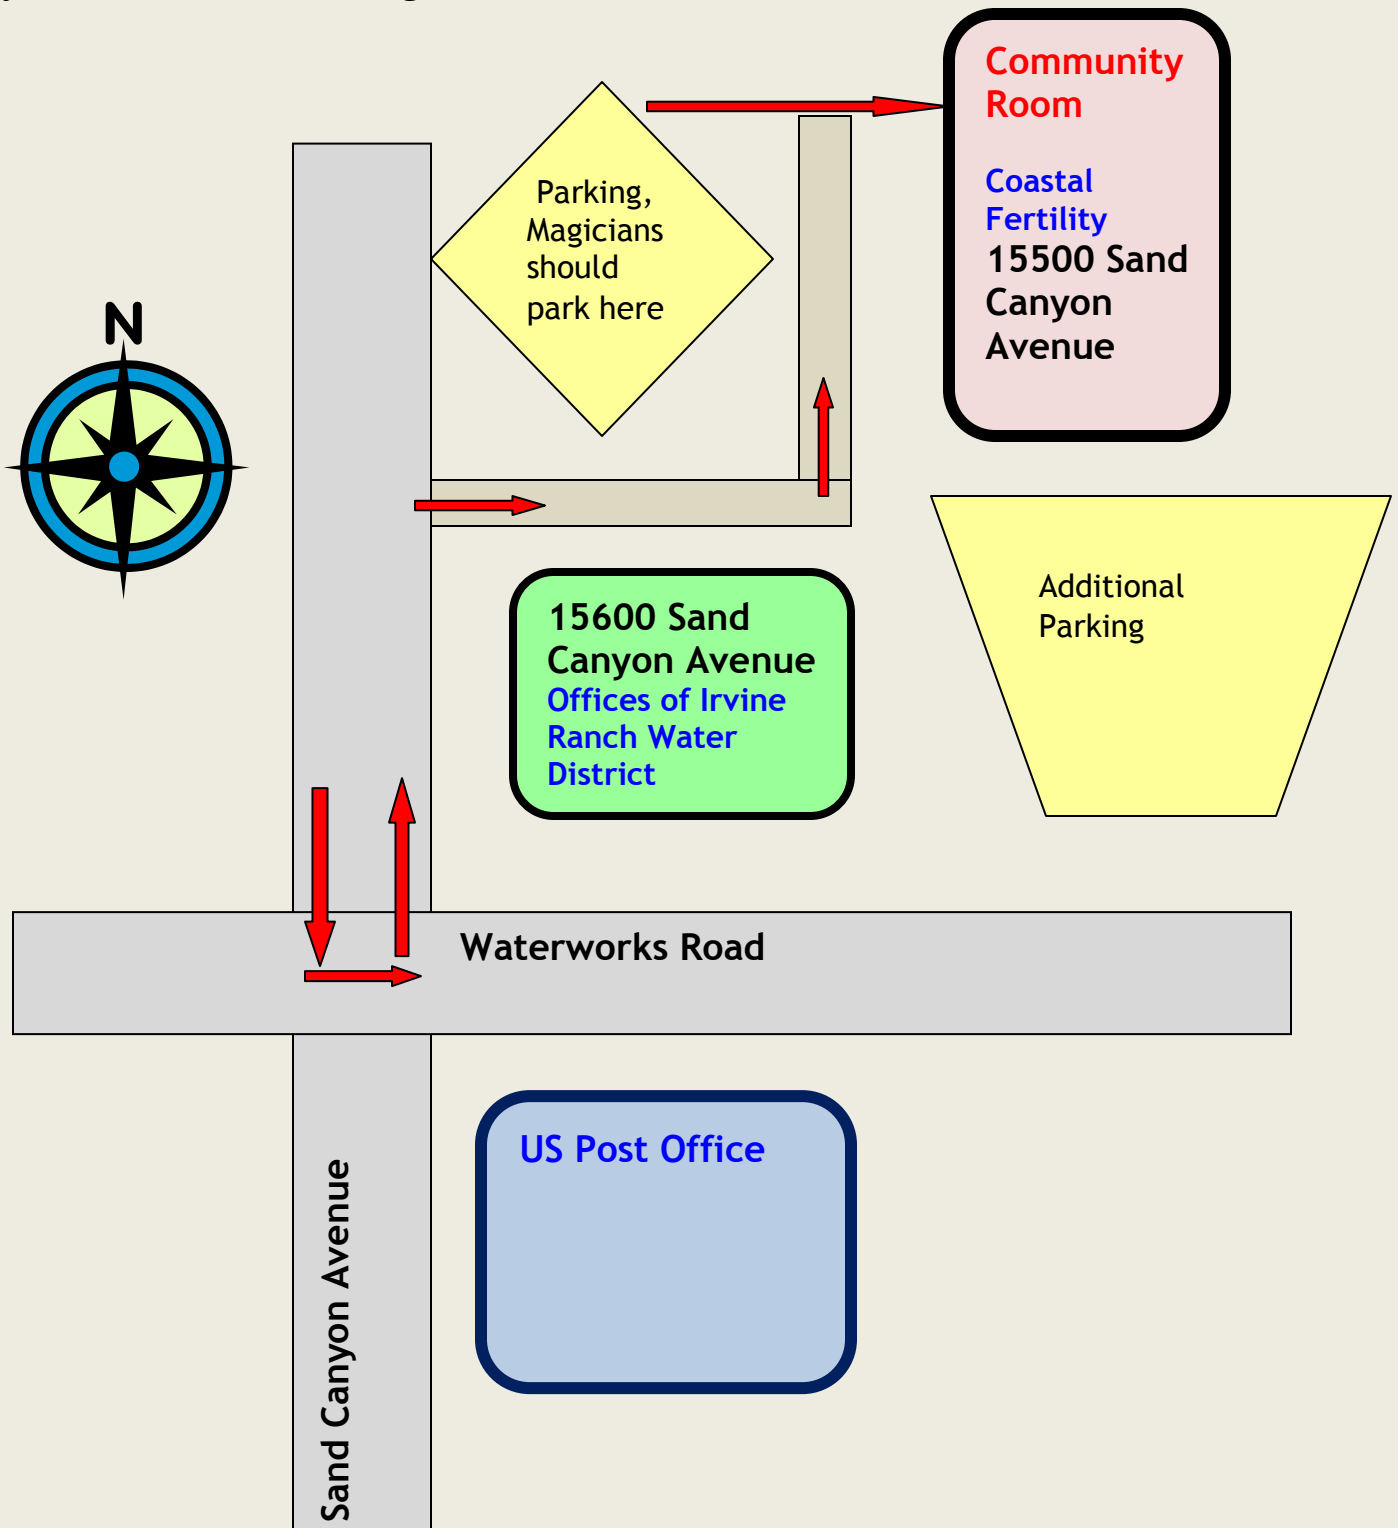 Community
Room
Coastal
Fertility
15500 Sand
Canyon
Avenue
Parking,
Magicians
should
park here
N
Additional
Parking
15600 Sand
Canyon Avenue
Offices of Irvine
Ranch Water
District
Waterworks Road
US Post Office
Sand Canyon Avenue